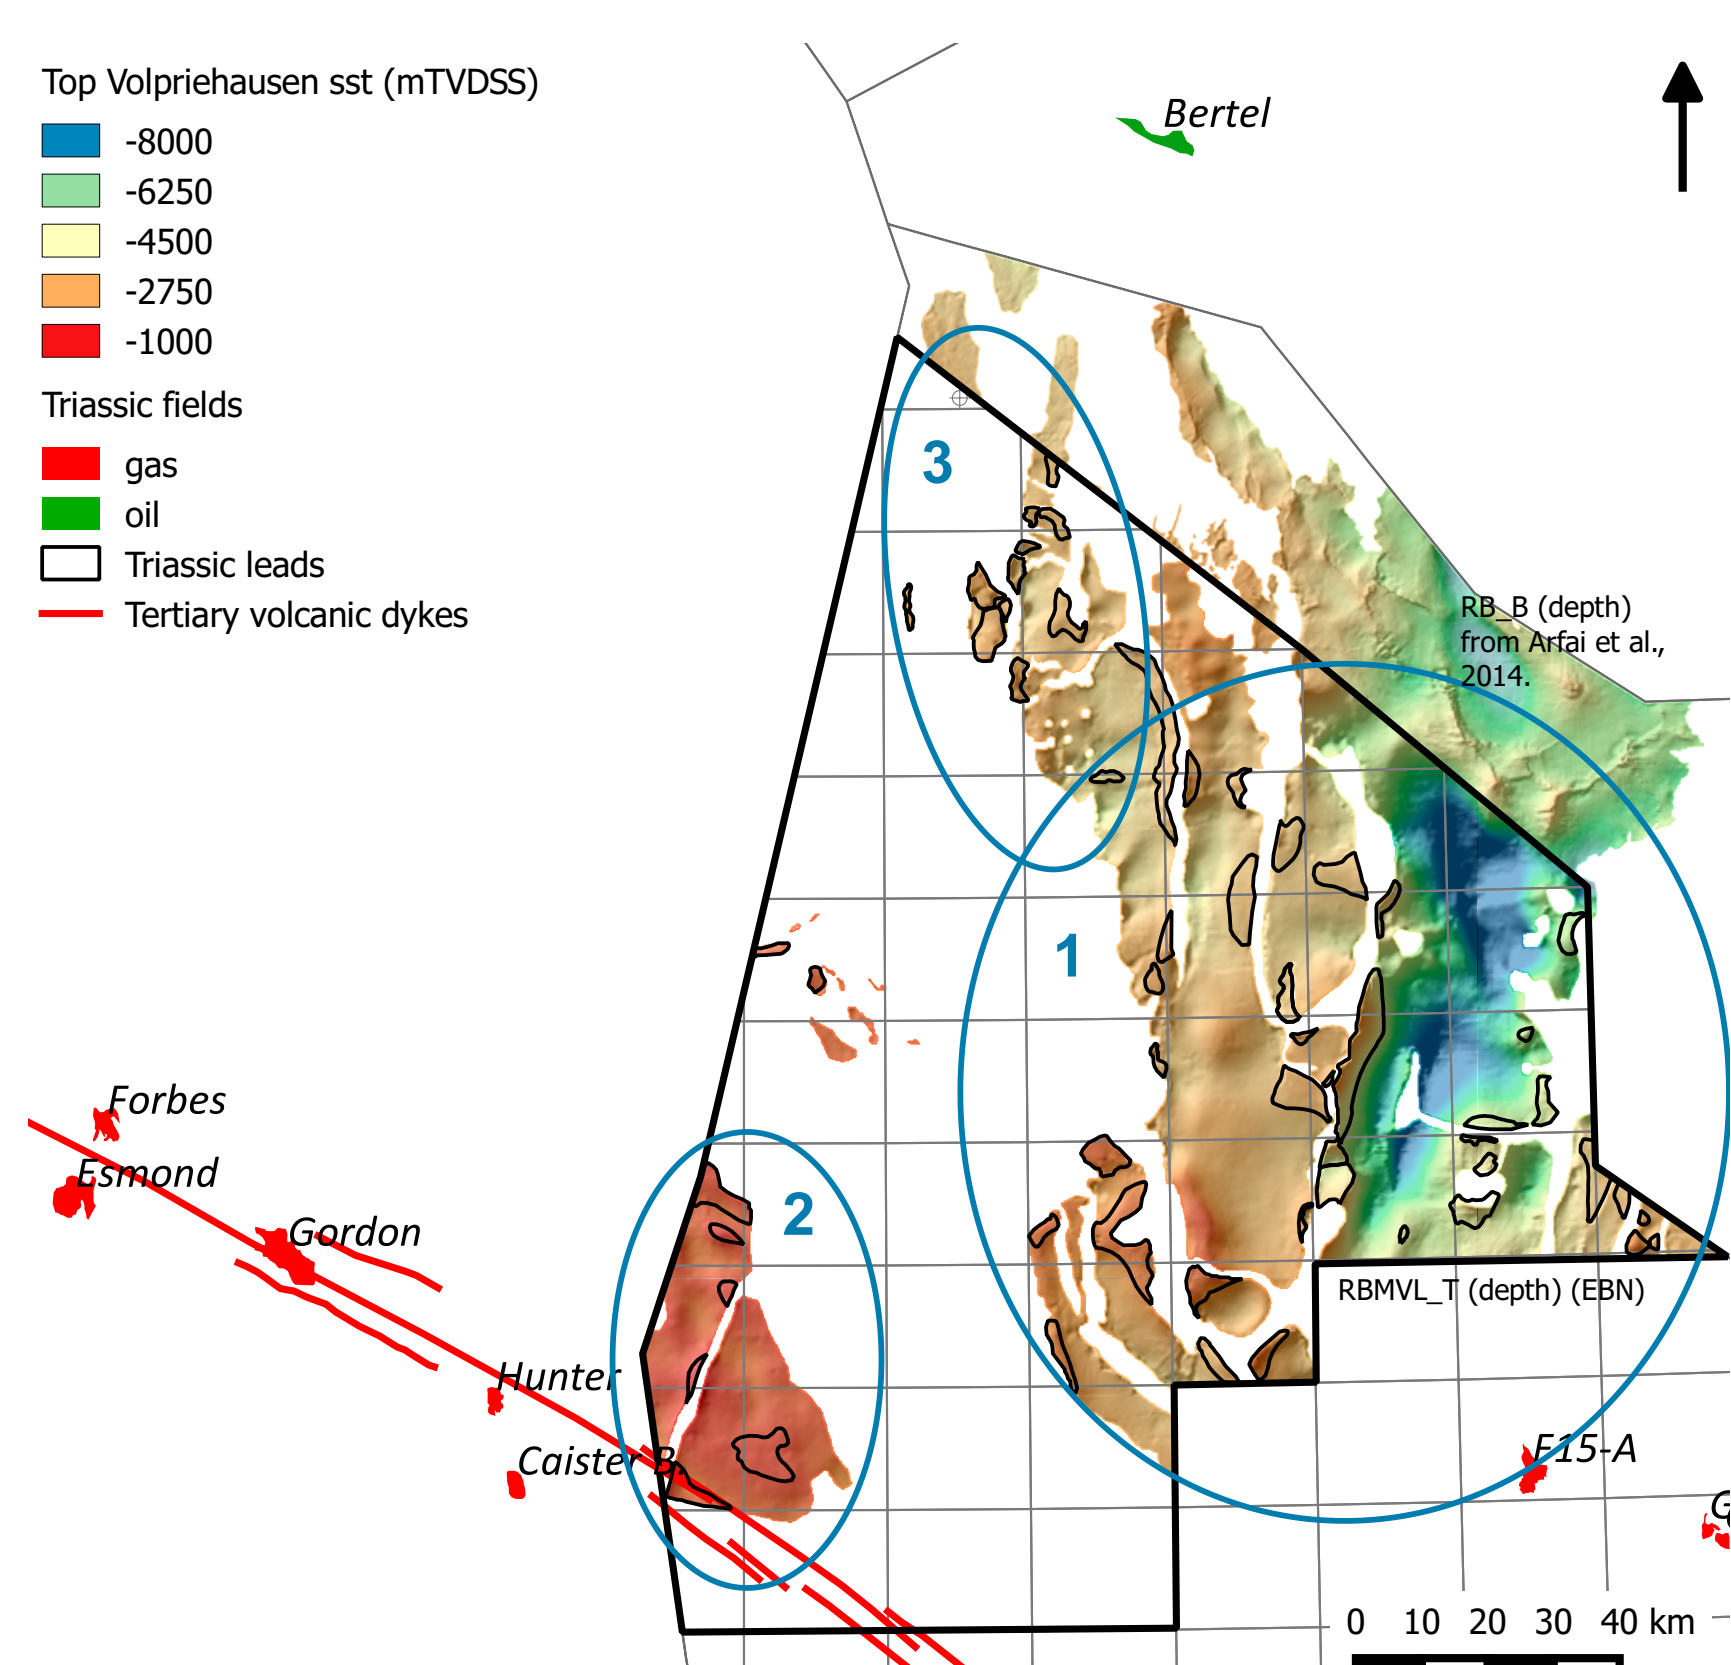 Top Volpriehausen sst (mTVDSS)
-8000
-6250
-4500
-2750
-1000
Triassic fields
gas
oil
Triassic leads
Tertiary volcanic dykes
Bertel
3
RB_B (depth)
from Arfai et al.,
2014.
1
Forbes
Esmond
2
Gordon
RBMVL_T (depth) (EBN)
Hunter
Caister B.
F15-A
G
0 10 20 30 40 km